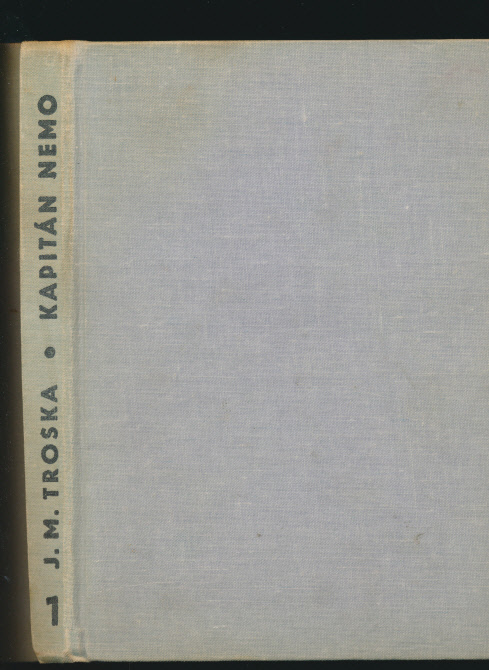 1 J. M. TROSKA • KAPITÁN NEMO